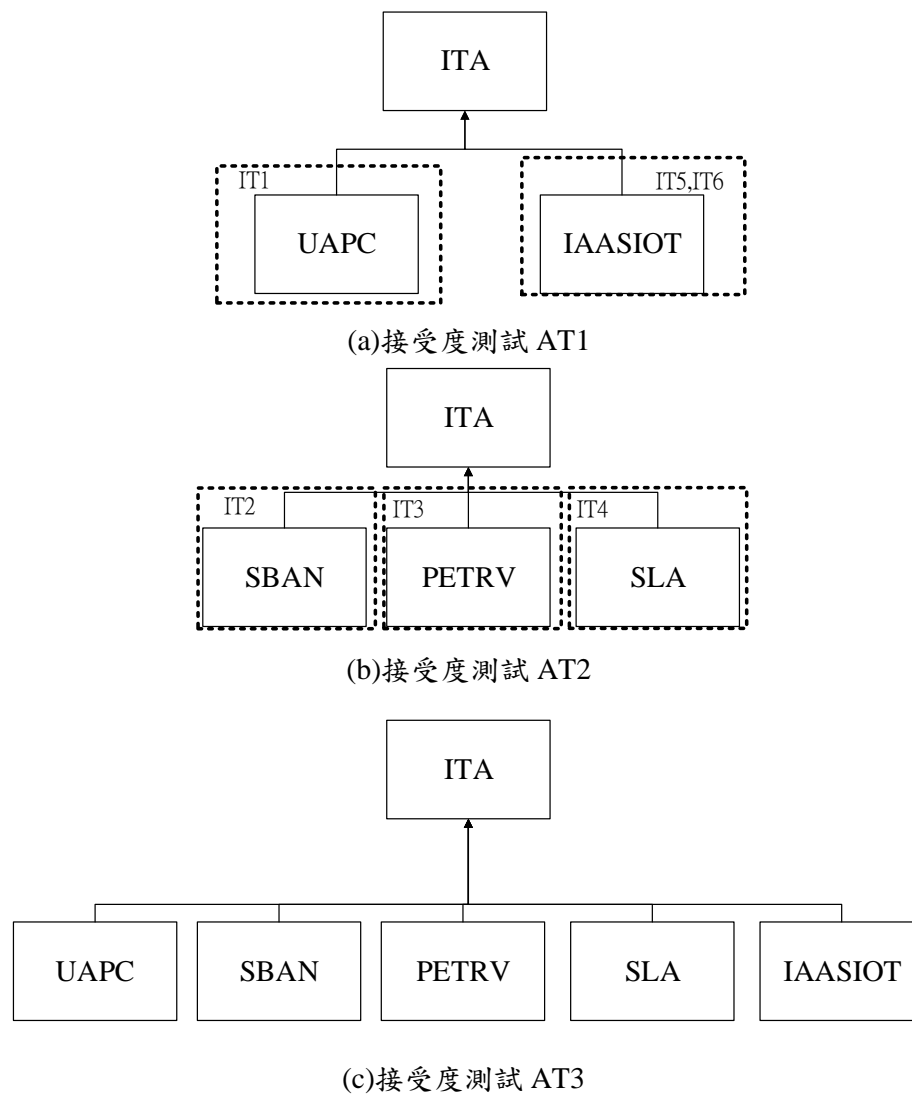 ITA
IT1
IT5,IT6
UAPC
IAASIOT
(a)接受度測試 AT1
ITA
IT2
IT3
IT4
SBAN
PETRV
SLA
(b)接受度測試 AT2
ITA
UAPC
SBAN
PETRV
SLA
IAASIOT
(c)接受度測試 AT3